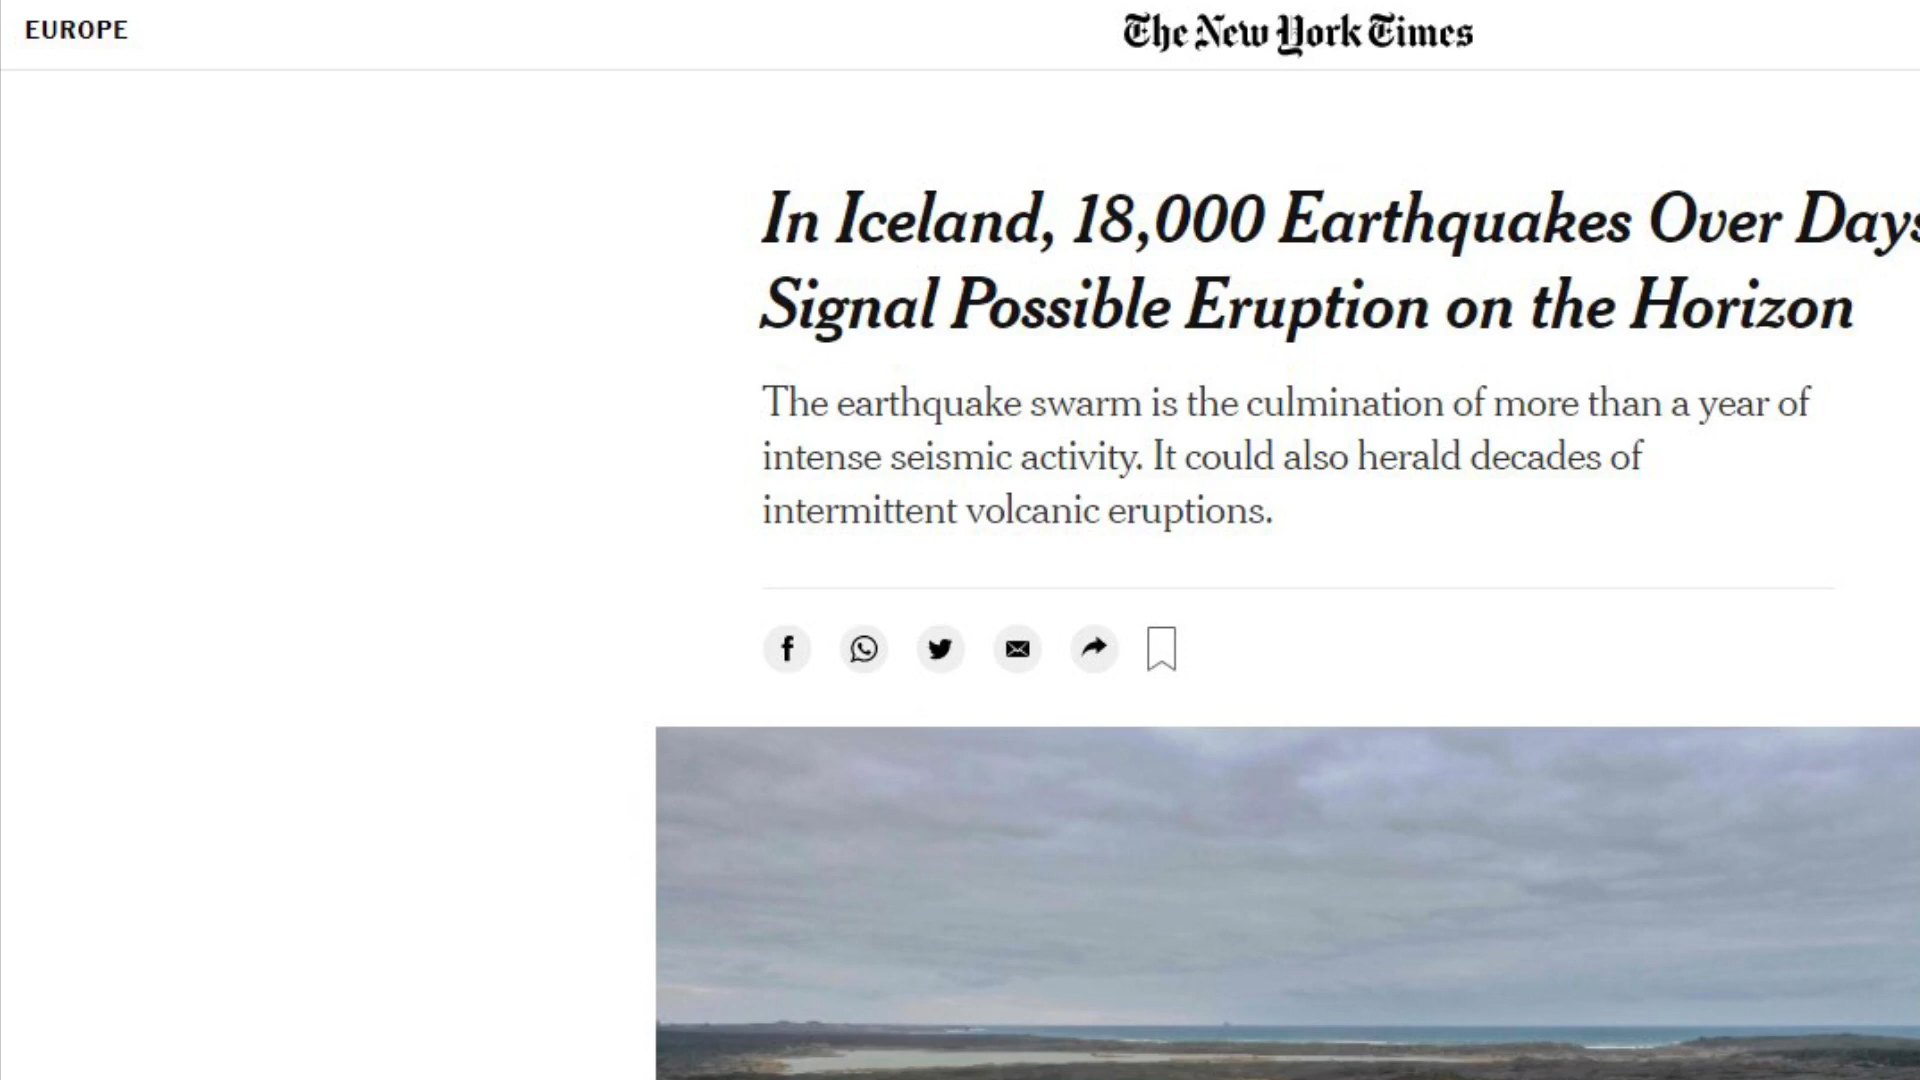 EUROPE
The New York Times
In Iceland, 18,000 Earthquakes Over Days
Signal Possible Eruption on the Horizon
The earthquake swarm is the culmination of more than a year of
intense seismic activity. It could also herald decades of
intermittent volcanic eruptions.